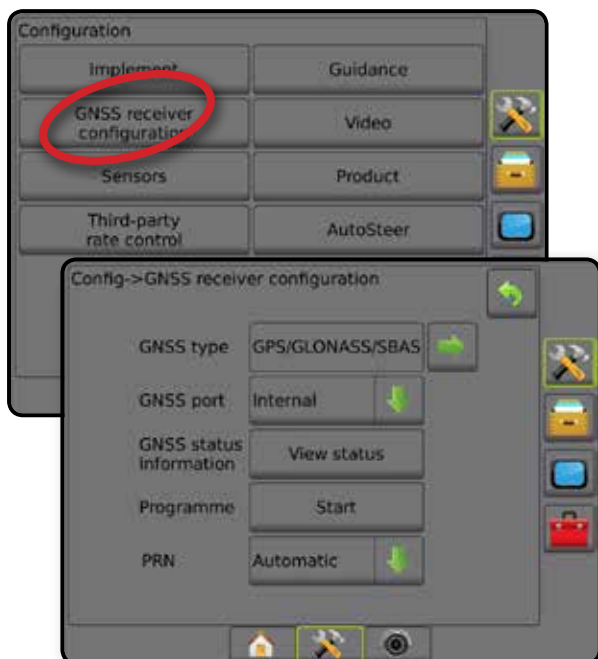 Configuration
Implement
Guidance
GNSS receiver
configuration
Video
Sensors
Product
Third-party
rate control
AutoSteer
Config->GNSS receiver configuration
GNSS type
GPS/GLONASS/SBAS
GNSS port
Internal
GNSS status
Information
View status
Programme
Start
PRN
Automatic